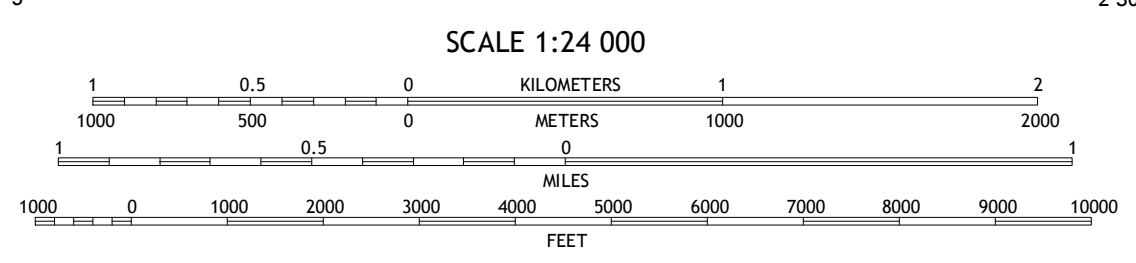 SCALE 1:24 000
1 0.5 0 KILOMETERS 1 2
1000 500 0 METERS 1000 2000
1 0.5 0 1
MILES
1000 0 1000 2000 3000 4000 5000 6000 7000 8000 9000 10000
FEET